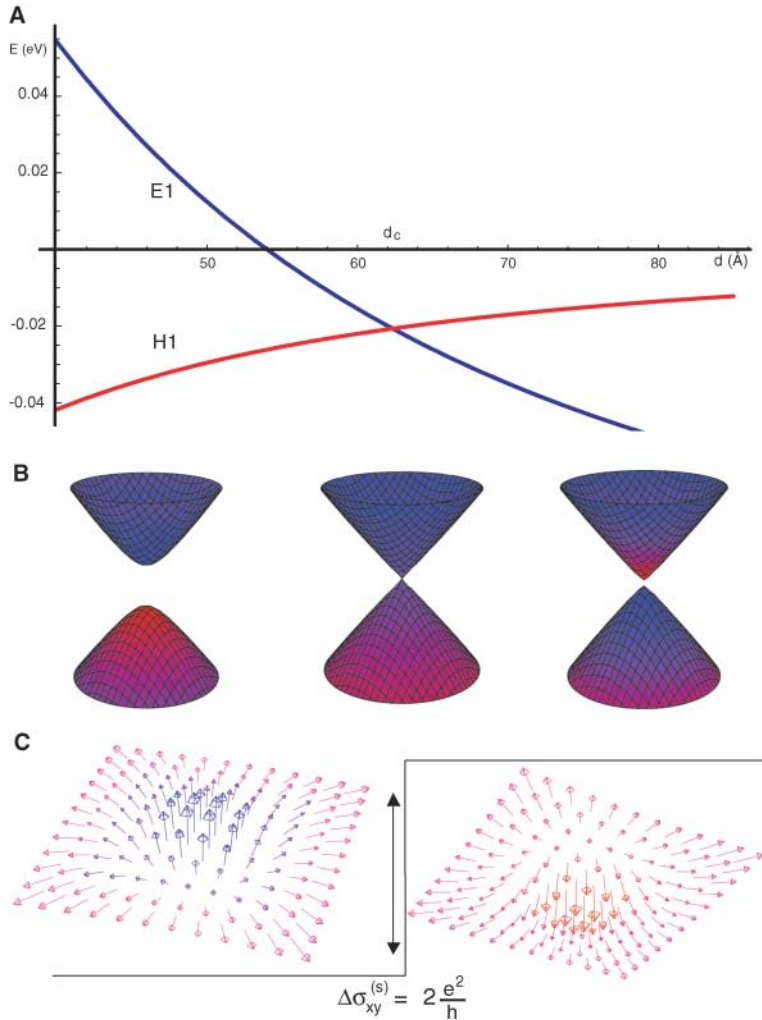 A
E (eV)
0.04
0.02
E1
d_c
50
60
70
80
d (Å)
-0.02
H1
-0.04
B
C
Δσ_xy^(s) = 2 e²/h